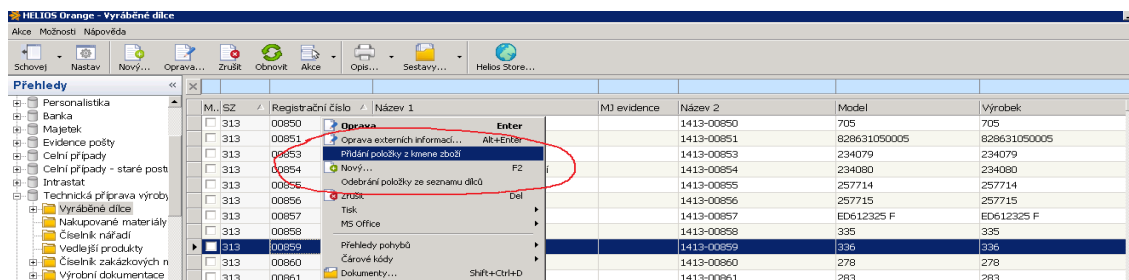 HELIOS Orange - Vyráběné dílce
Akce Možnosti Nápověda
Schovej Nastav Nový... Oprava... Zrušit Obnovit Akce Opis... Sestavy... Helios Store...
Přehledy «
Personalistika
Banka
Majetek
Evidence pošty
Celní případy
Celní případy - staré postu
Intrastat
Technická příprava výroby
Vyráběné dílce
Nakupované materiály
Číselník nářadí
Vedlejší produkty
Číselník zakázkových n
Výrobní dokumentace
M.. SZ Registrační číslo Název 1 MJ evidence Název 2 Model Výrobek
313 00850 1413-00850 705 705
313 00851 1413-00851 828631050005 828631050005
313 00853 1413-00853 234079 234079
313 00854 í 1413-00854 234080 234080
313 00855 1413-00855 257714 257714
313 00856 1413-00856 257715 257715
313 00857 1413-00857 ED612325 F ED612325 F
313 00858 1413-00858 335 335
313 00859 1413-00859 336 336
313 00860 1413-00860 278 278
313 00861 1413-00861 283 283
Oprava Enter
Oprava externích informací... Alt+Enter
Přidání položky z kmene zboží
Nový... F2
Odebrání položky ze seznamu dílců
Zrušit Del
Tisk
MS Office
Přehledy pohybů
Čárové kódy
Dokumenty... Shift+Ctrl+D